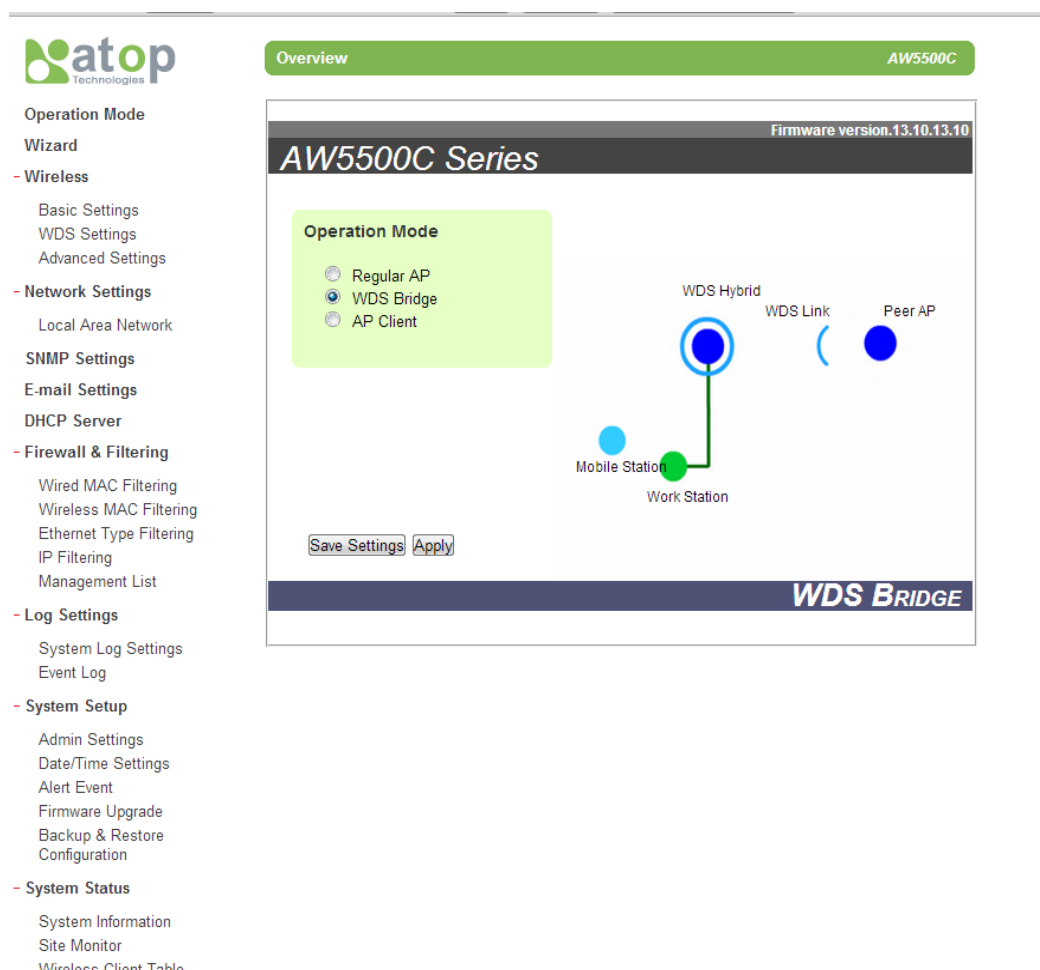 atop
Technologies
Overview
AW5500C
Operation Mode
Wizard
- Wireless
Basic Settings
WDS Settings
Advanced Settings
- Network Settings
Local Area Network
SNMP Settings
E-mail Settings
DHCP Server
- Firewall & Filtering
Wired MAC Filtering
Wireless MAC Filtering
Ethernet Type Filtering
IP Filtering
Management List
- Log Settings
System Log Settings
Event Log
- System Setup
Admin Settings
Date/Time Settings
Alert Event
Firmware Upgrade
Backup & Restore
Configuration
- System Status
System Information
Site Monitor
Wireless Client Table
Firmware version.13.10.13.10
AW5500C Series
Operation Mode
Regular AP
WDS Bridge
AP Client
WDS Hybrid
WDS Link
Peer AP
Mobile Station
Work Station
Save Settings
Apply
WDS BRIDGE